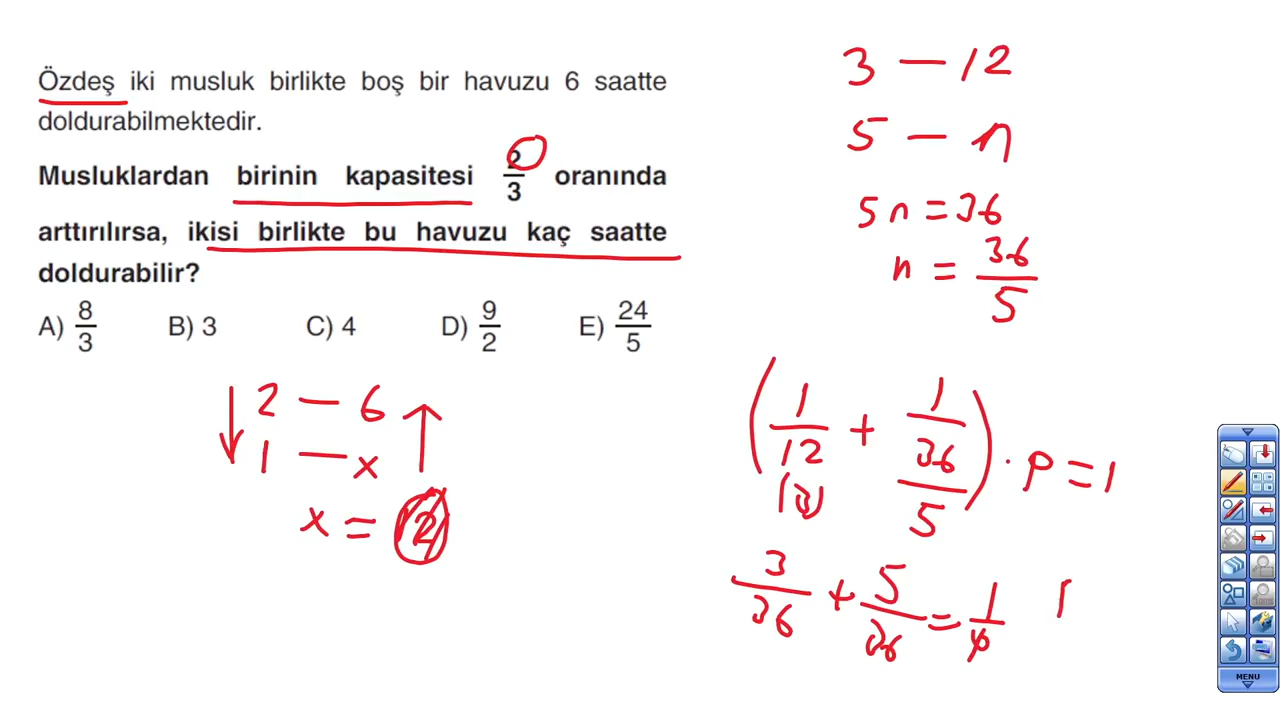 Özdeş iki musluk birlikte boş bir havuzu 6 saatte
doldurabilmektedir.
Musluklardan birinin kapasitesi 2/3 oranında
arttırılırsa, ikisi birlikte bu havuzu kaç saatte
doldurabilir?
A) 8/3 B) 3 C) 4 D) 9/2 E) 24/5
2 — 6
1 — x
x = 12
3 — 12
5 — n
5n = 36
n = 36/5
(1/12 + 1/(36/5)) · p = 1
(3)
3/36 + 5/36 = 1/p
MENU